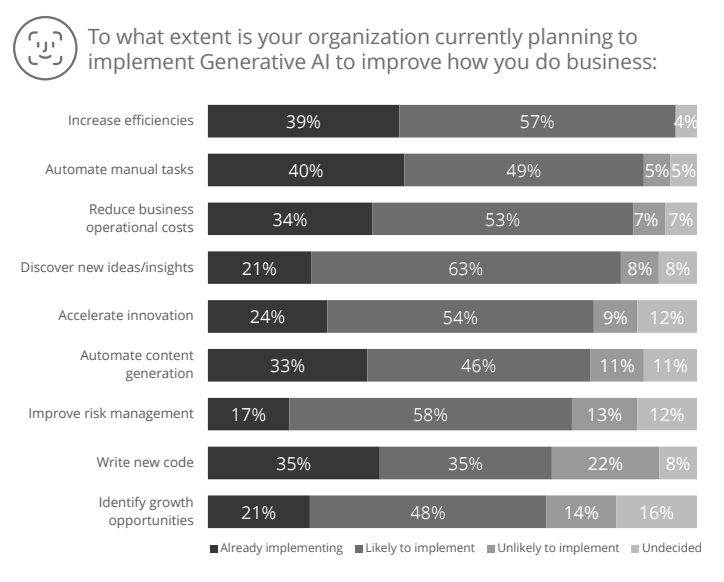 To what extent is your organization currently planning to
implement Generative AI to improve how you do business:
Increase efficiencies 39% 57% 4%
Automate manual tasks 40% 49% 5% 5%
Reduce business
operational costs 34% 53% 7% 7%
Discover new ideas/insights 21% 63% 8% 8%
Accelerate innovation 24% 54% 9% 12%
Automate content
generation 33% 46% 11% 11%
Improve risk management 17% 58% 13% 12%
Write new code 35% 35% 22% 8%
Identify growth
opportunities 21% 48% 14% 16%
Already implementing Likely to implement Unlikely to implement Undecided